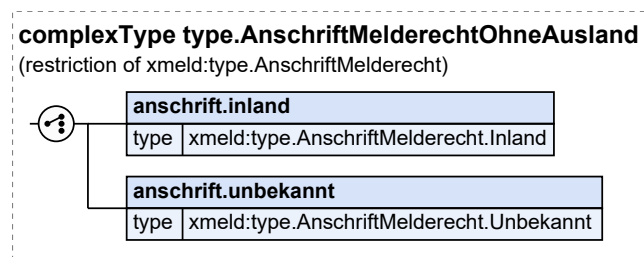 complexType type.AnschriftMelderechtOhneAusland
(restriction of xmeld:type.AnschriftMelderecht)
anschrift.inland
type xmeld:type.AnschriftMelderecht.Inland
anschrift.unbekannt
type xmeld:type.AnschriftMelderecht.Unbekannt